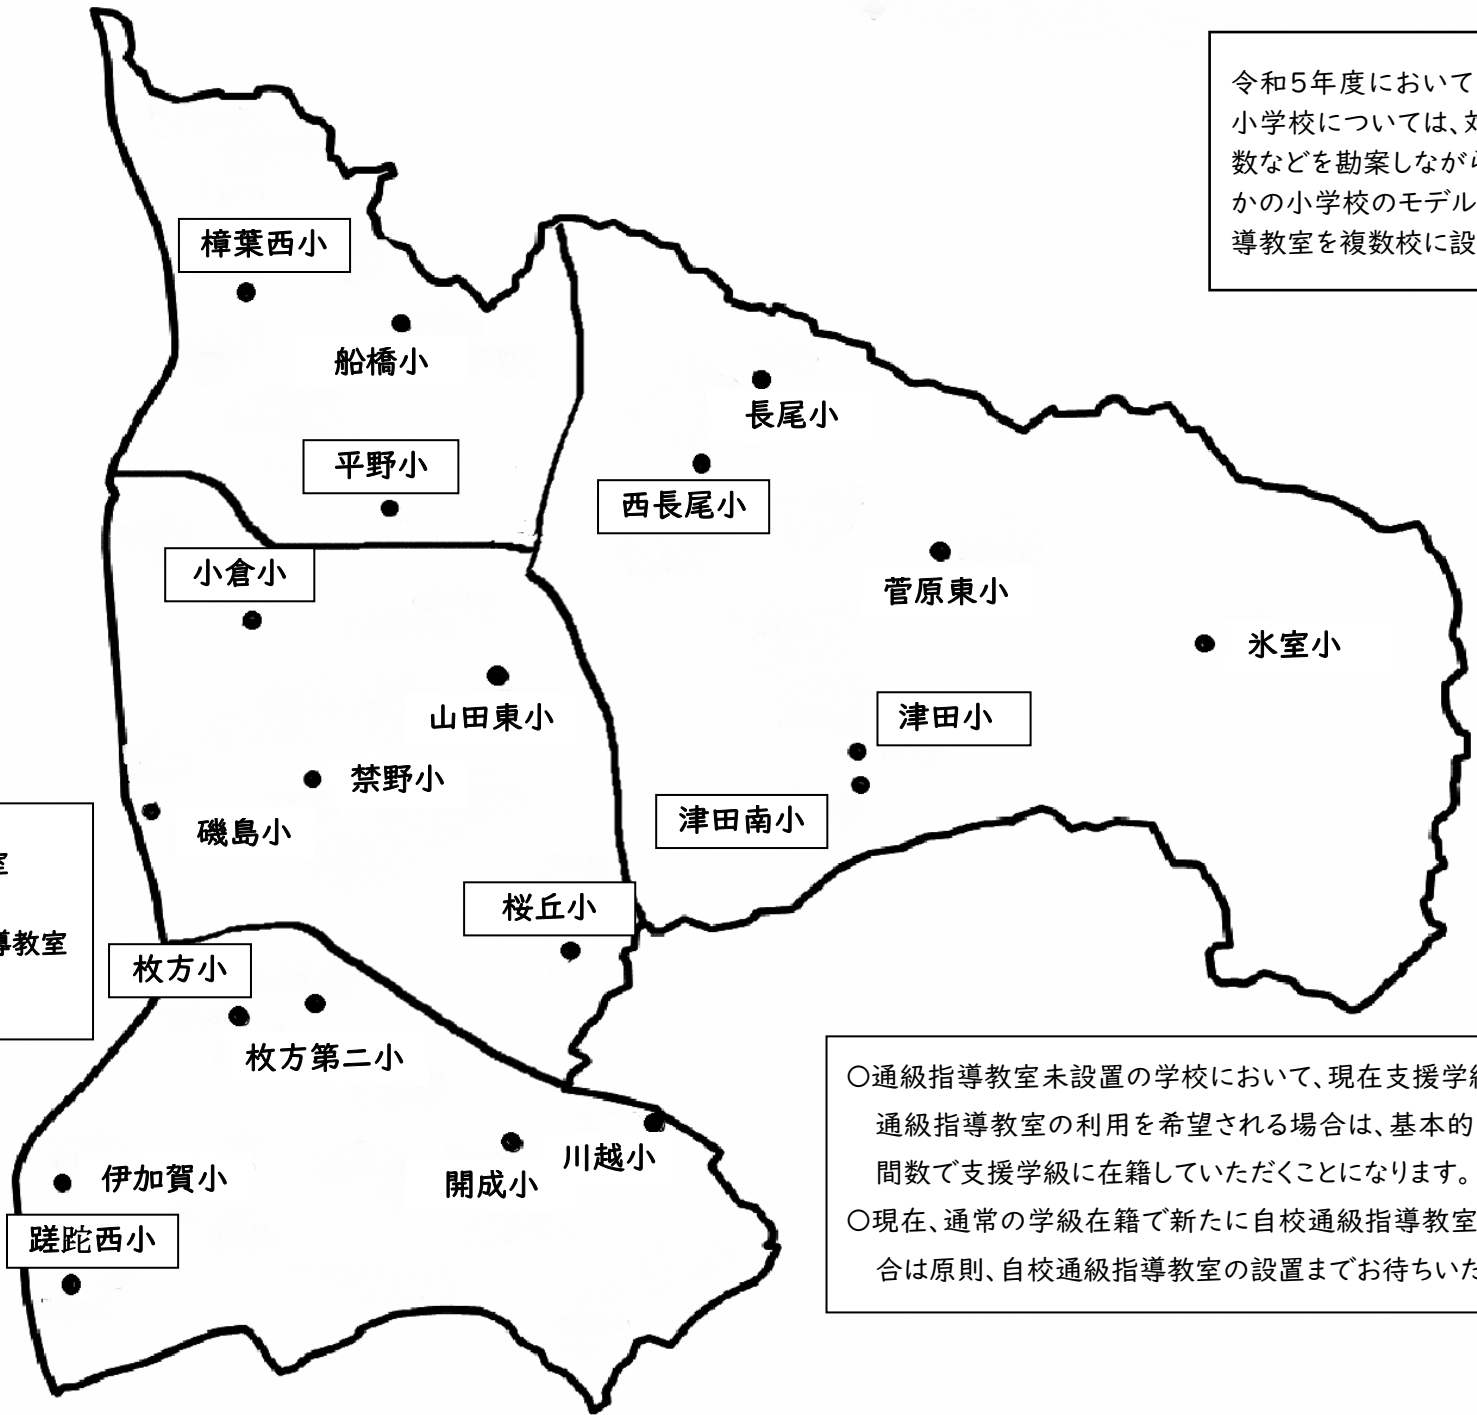 令和5年度において
小学校については、対
数などを勘案しながら
かの小学校のモデル
導教室を複数校に設
樟葉西小
船橋小
平野小
長尾小
西長尾小
菅原東小
氷室小
小倉小
山田東小
津田小
禁野小
磯島小
津田南小
室
導教室
桜丘小
枚方小
枚方第二小
川越小
開成小
伊加賀小
蹉跎西小
○通級指導教室未設置の学校において、現在支援学級
通級指導教室の利用を希望される場合は、基本的
間数で支援学級に在籍していただくことになります。
○現在、通常の学級在籍で新たに自校通級指導教室
合は原則、自校通級指導教室の設置までお待ちいた